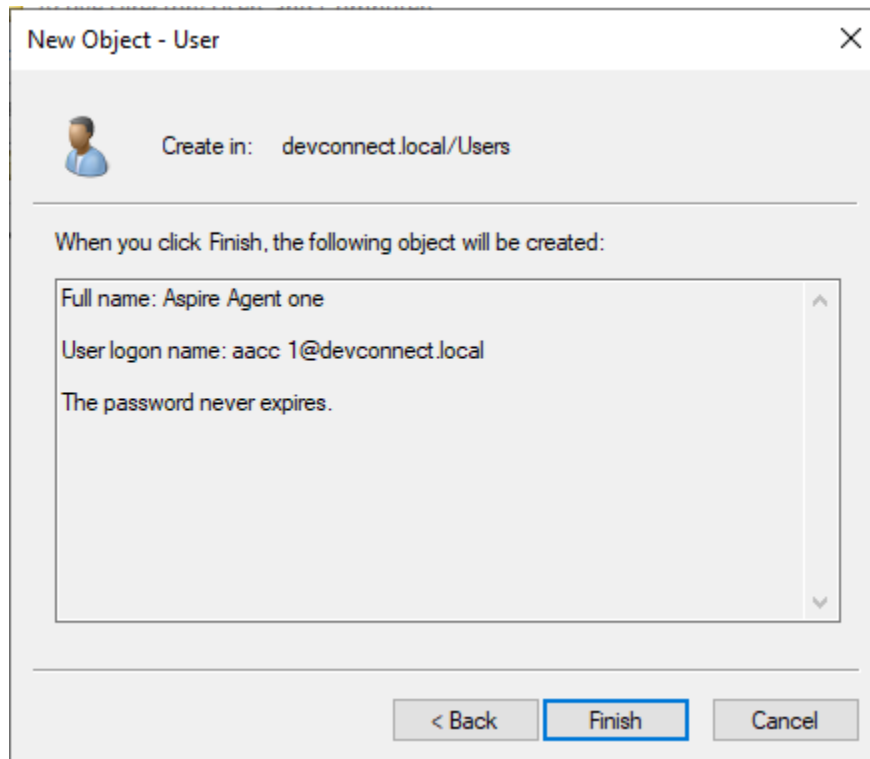 New Object - User
Create in: devconnect.local/Users
When you click Finish, the following object will be created:
Full name: Aspire Agent one
User logon name: aacc 1@devconnect.local
The password never expires.
< Back
Finish
Cancel